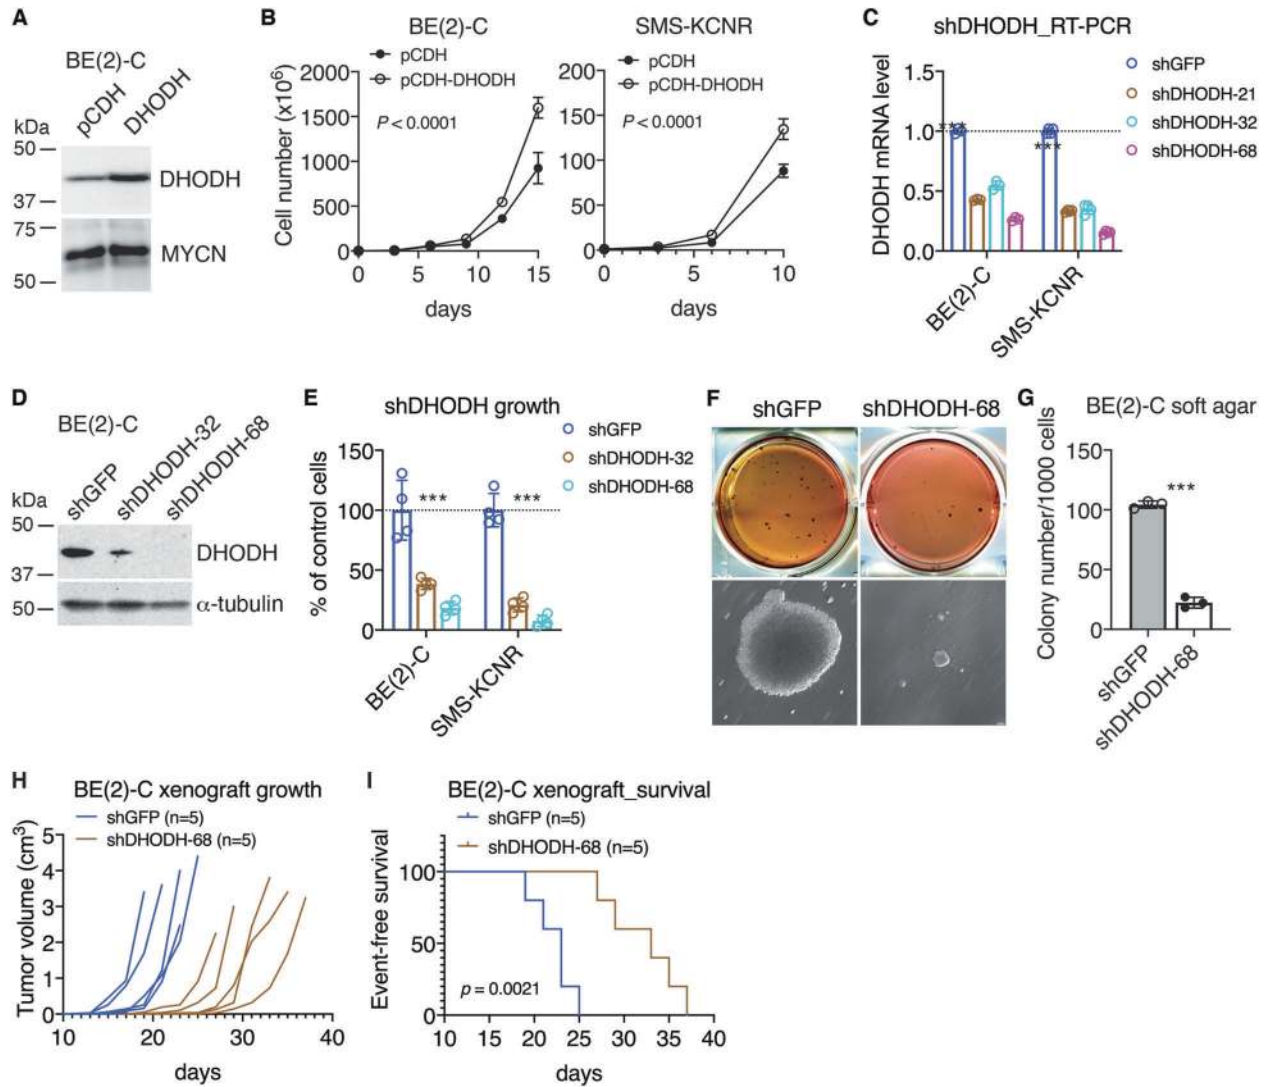 A
BE(2)-C
pCDH
DHODH
kDa
50
37
75
50
DHODH
MYCN
B
BE(2)-C
pCDH
pCDH-DHODH
P < 0.0001
Cell number (x10⁶)
2000
1500
1000
500
0
0 5 10 15
days
SMS-KCNR
pCDH
pCDH-DHODH
P < 0.0001
200
150
100
50
0
0 5 10
days
C
shDHODH_RT-PCR
DHODH mRNA level
1.5
1.0
0.5
0.0
***
***
BE(2)-C
SMS-KCNR
shGFP
shDHODH-21
shDHODH-32
shDHODH-68
D
BE(2)-C
shGFP
shDHODH-32
shDHODH-68
kDa
50
37
50
DHODH
α-tubulin
E
shDHODH growth
% of control cells
150
100
50
0
***
***
BE(2)-C
SMS-KCNR
shGFP
shDHODH-32
shDHODH-68
F
shGFP
shDHODH-68
G
BE(2)-C soft agar
Colony number/1000 cells
150
100
50
0
***
shGFP
shDHODH-68
H
BE(2)-C xenograft growth
shGFP (n=5)
shDHODH-68 (n=5)
Tumor volume (cm³)
5
4
3
2
1
0
10 20 30 40
days
I
BE(2)-C xenograft_survival
shGFP (n=5)
shDHODH-68 (n=5)
Event-free survival
100
50
0
p = 0.0021
10 15 20 25 30 35 40
days